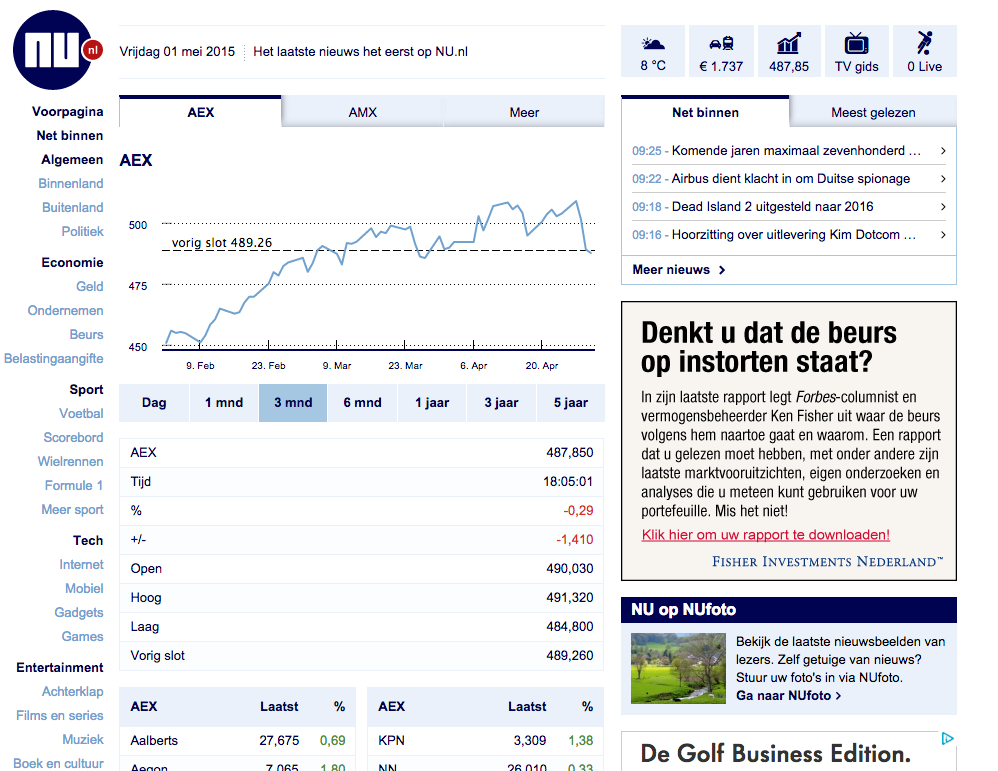 NU
nl
Vrijdag 01 mei 2015
Het laatste nieuws het eerst op NU.nl
8 °C
€ 1.737
487,85
TV gids
0 Live
Voorpagina
Net binnen
Algemeen
Binnenland
Buitenland
Politiek
Economie
Geld
Ondernemen
Beurs
Belastingaangifte
Sport
Voetbal
Scorebord
Wielrennen
Formule 1
Meer sport
Tech
Internet
Mobiel
Gadgets
Games
Entertainment
Achterklap
Films en series
Muziek
Boek en cultuur
AEX
AMX
Meer
AEX
500
vorig slot 489.26
475
450
9. Feb
23. Feb
9. Mar
23. Mar
6. Apr
20. Apr
Dag
1 mnd
3 mnd
6 mnd
1 jaar
3 jaar
5 jaar
AEX 487,850
Tijd 18:05:01
% -0,29
+/- -1,410
Open 490,030
Hoog 491,320
Laag 484,800
Vorig slot 489,260
AEX Laatst %
Aalberts 27,675 0,69
Aegon 7,065 1,80
AEX Laatst %
KPN 3,309 1,38
NN 26,010 0,33
Net binnen
Meest gelezen
09:25 - Komende jaren maximaal zevenhonderd ...
09:22 - Airbus dient klacht in om Duitse spionage
09:18 - Dead Island 2 uitgesteld naar 2016
09:16 - Hoorzitting over uitlevering Kim Dotcom ...
Meer nieuws
Denkt u dat de beurs
op instorten staat?
In zijn laatste rapport legt Forbes-columnist en
vermogensbeheerder Ken Fisher uit waar de beurs
volgens hem naartoe gaat en waarom. Een rapport
dat u gelezen moet hebben, met onder andere zijn
laatste marktvooruitzichten, eigen onderzoeken en
analyses die u meteen kunt gebruiken voor uw
portefeuille. Mis het niet!
Klik hier om uw rapport te downloaden!
FISHER INVESTMENTS NEDERLAND™
NU op NUfoto
Bekijk de laatste nieuwsbeelden van
lezers. Zelf getuige van nieuws?
Stuur uw foto's in via NUfoto.
Ga naar NUfoto
De Golf Business Edition.